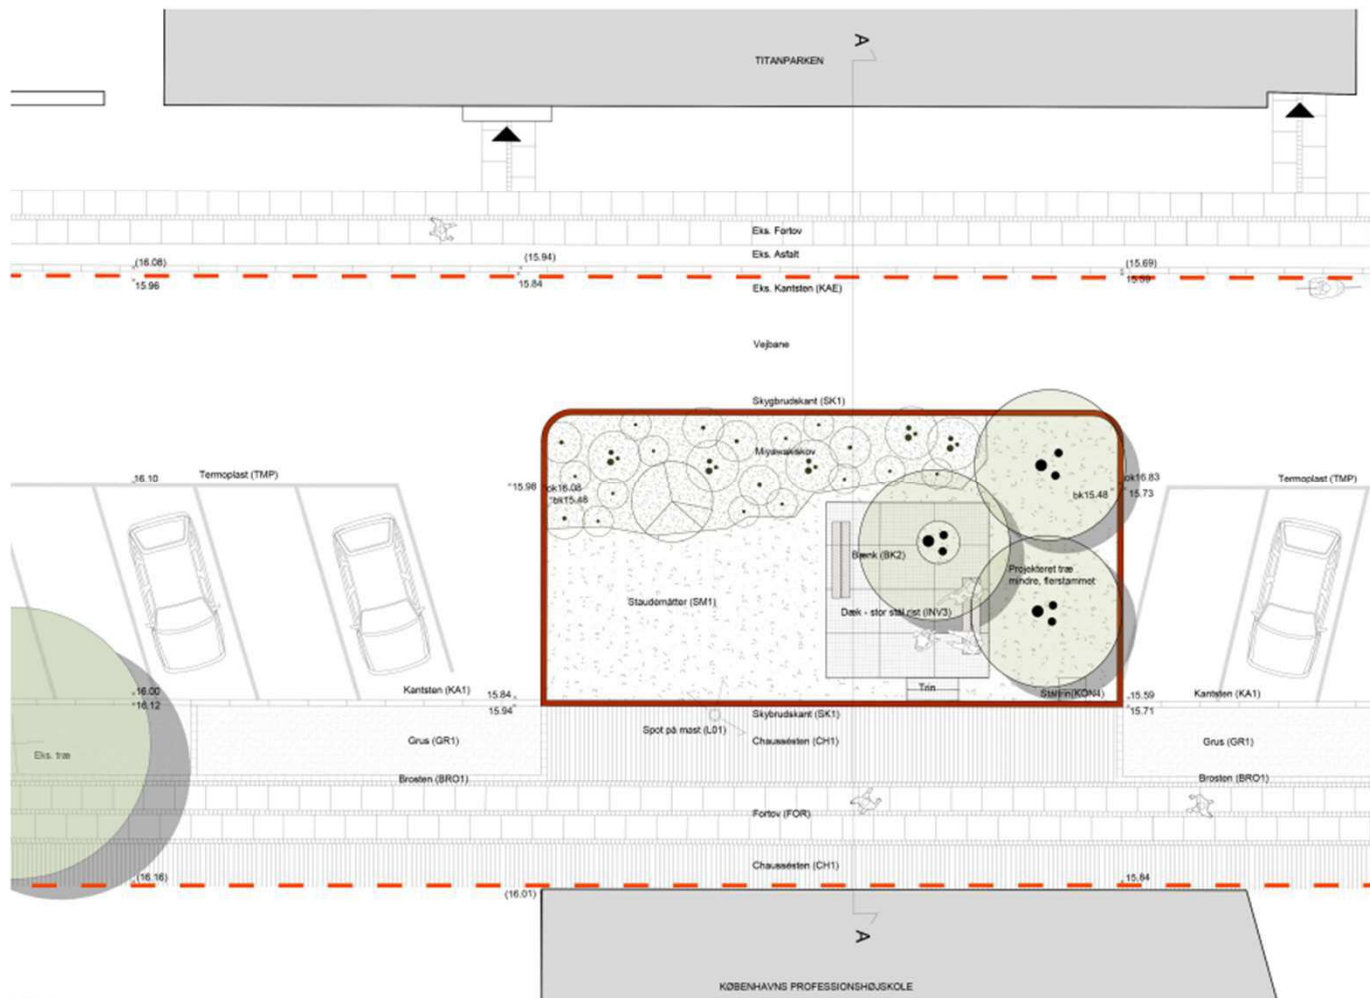 A
TITANPARKEN
Eks. Fortov
Eks. Asfalt
(16.08)
(15.94)
(15.69)
15.96
15.84
15.59
Eks. Kantsten (KAE)
Vejbane
Skygbrudskant (SK1)
Miyawakiskov
Termoplast (TMP)
16.10
15.98
ok16.08
bk15.48
ok16.83
bk15.48
15.73
Termoplast (TMP)
Bænk (BK2)
Projekteret træ
mindre, flerstammet
Staudemåtter (SM1)
Dæk - stor stål rist (INV3)
Trin
Ståltrin(KON4)
16.00
16.12
Kantsten (KA1)
15.84
15.94
15.59
15.71
Kantsten (KA1)
Skybrudskant (SK1)
Spot på mast (L01)
Chaussésten (CH1)
Grus (GR1)
Grus (GR1)
Eks. træ
Brosten (BRO1)
Brosten (BRO1)
Fortov (FOR)
Chaussésten (CH1)
(16.16)
(16.01)
15.84
A
KØBENHAVNS PROFESSIONSHØJSKOLE